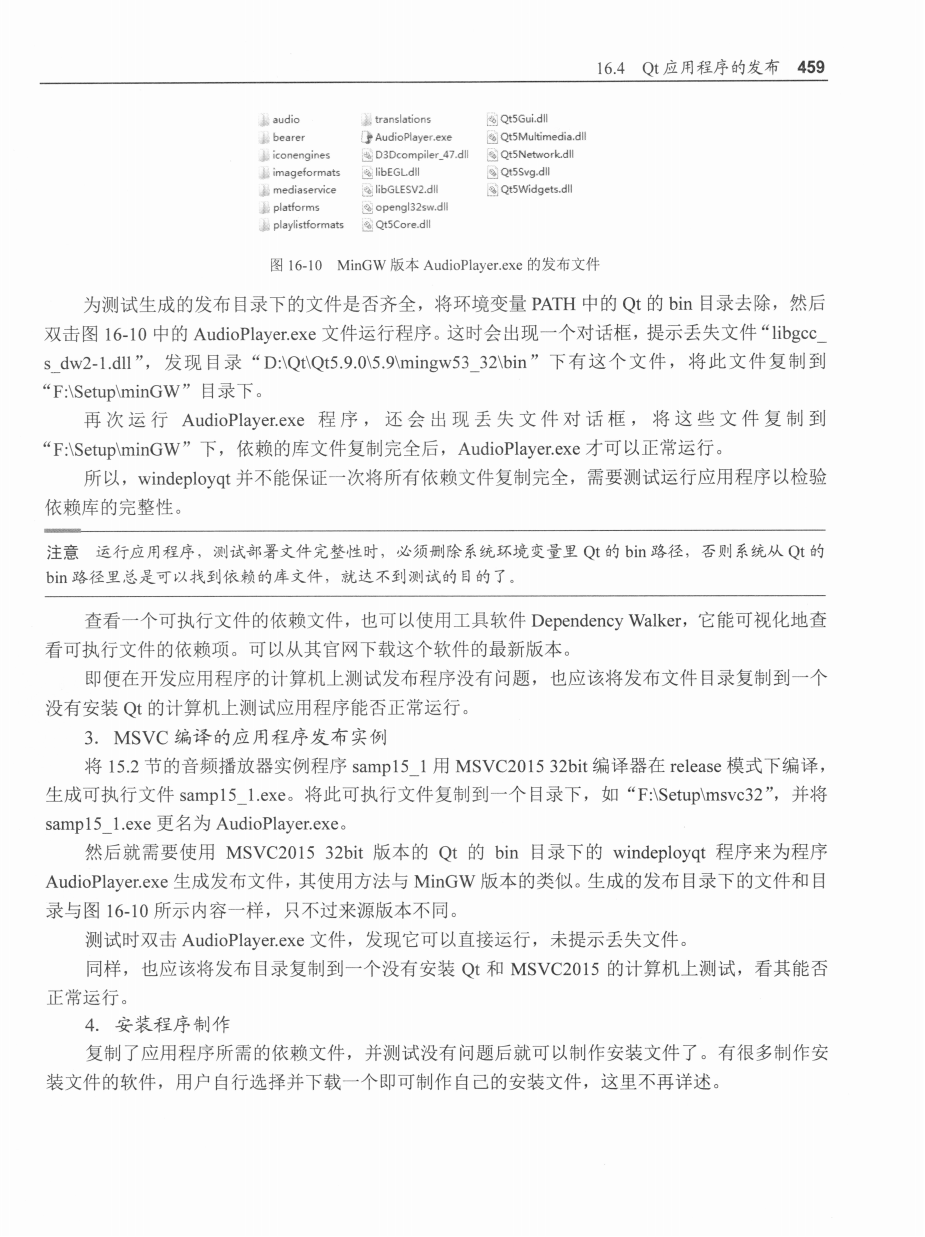 16.4 Qt 应用程序的发布 459
audio translations Qt5Gui.dll
bearer AudioPlayer.exe Qt5Multimedia.dll
iconengines D3Dcompiler_47.dll Qt5Network.dll
imageformats libEGL.dll Qt5Svg.dll
mediaservice libGLESV2.dll Qt5Widgets.dll
platforms opengl32sw.dll
playlistformats Qt5Core.dll
图 16-10 MinGW 版本 AudioPlayer.exe 的发布文件
为测试生成的发布目录下的文件是否齐全，将环境变量 PATH 中的 Qt 的 bin 目录去除，然后
双击图 16-10 中的 AudioPlayer.exe 文件运行程序。这时会出现一个对话框，提示丢失文件“libgcc_
s_dw2-1.dll”，发现目录“D:\Qt\Qt5.9.0\5.9\mingw53_32\bin”下有这个文件，将此文件复制到
“F:\Setup\minGW”目录下。
再次运行 AudioPlayer.exe 程序，还会出现丢失文件对话框，将这些文件复制到
“F:\Setup\minGW”下，依赖的库文件复制完全后，AudioPlayer.exe 才可以正常运行。
所以，windeployqt 并不能保证一次将所有依赖文件复制完全，需要测试运行应用程序以检验
依赖库的完整性。
注意 运行应用程序，测试部署文件完整性时，必须删除系统环境变量里 Qt 的 bin 路径，否则系统从 Qt 的
bin 路径里总是可以找到依赖的库文件，就达不到测试的目的了。
查看一个可执行文件的依赖文件，也可以使用工具软件 Dependency Walker，它能可视化地查
看可执行文件的依赖项。可以从其官网下载这个软件的最新版本。
即便在开发应用程序的计算机上测试发布程序没有问题，也应该将发布文件目录复制到一个
没有安装 Qt 的计算机上测试应用程序能否正常运行。
3．MSVC 编译的应用程序发布实例
将 15.2 节的音频播放器实例程序 samp15_1 用 MSVC2015 32bit 编译器在 release 模式下编译，
生成可执行文件 samp15_1.exe。将此可执行文件复制到一个目录下，如“F:\Setup\msvc32”，并将
samp15_1.exe 更名为 AudioPlayer.exe。
然后就需要使用 MSVC2015 32bit 版本的 Qt 的 bin 目录下的 windeployqt 程序来为程序
AudioPlayer.exe 生成发布文件，其使用方法与 MinGW 版本的类似。生成的发布目录下的文件和目
录与图 16-10 所示内容一样，只不过来源版本不同。
测试时双击 AudioPlayer.exe 文件，发现它可以直接运行，未提示丢失文件。
同样，也应该将发布目录复制到一个没有安装 Qt 和 MSVC2015 的计算机上测试，看其能否
正常运行。
4．安装程序制作
复制了应用程序所需的依赖文件，并测试没有问题后就可以制作安装文件了。有很多制作安
装文件的软件，用户自行选择并下载一个即可制作自己的安装文件，这里不再详述。